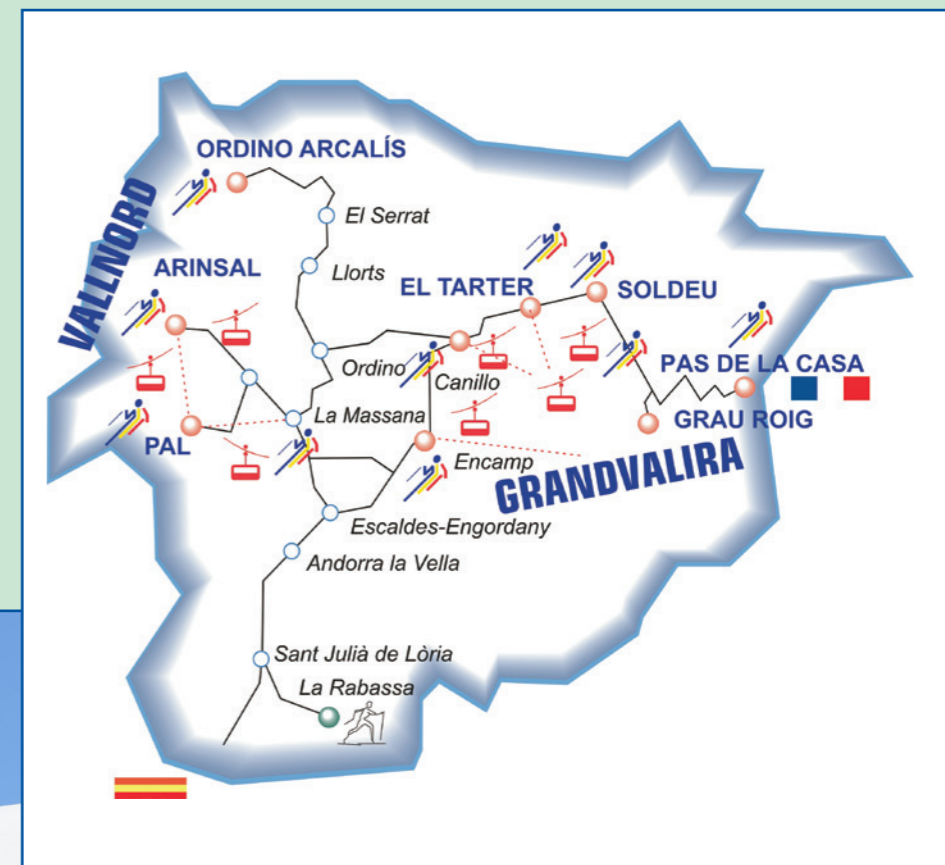 ORDINO ARCALÍS
El Serrat
VALLNORD
ARINSAL
Llorts
EL TARTER
SOLDEU
Ordino
Canillo
PAS DE LA CASA
La Massana
GRAU ROIG
PAL
Encamp
GRANDVALIRA
Escaldes-Engordany
Andorra la Vella
Sant Julià de Lòria
La Rabassa